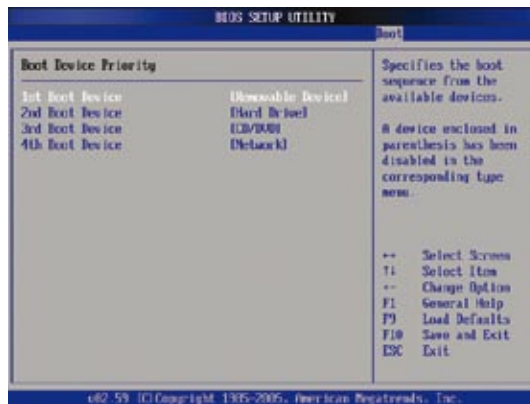 BIOS SETUP UTILITY
Boot
Boot Device Priority
1st Boot Device [Removable Device]
2nd Boot Device [Hard Drive]
3rd Boot Device [CD/DVD]
4th Boot Device [Network]
Specifies the boot
sequence from the
available devices.
A device enclosed in
parenthesis has been
disabled in the
corresponding type
menu.
↔ Select Screen
↑↓ Select Item
+- Change Option
F1 General Help
F9 Load Defaults
F10 Save and Exit
ESC Exit
v02.59 (C)Copyright 1985-2005, American Megatrends, Inc.